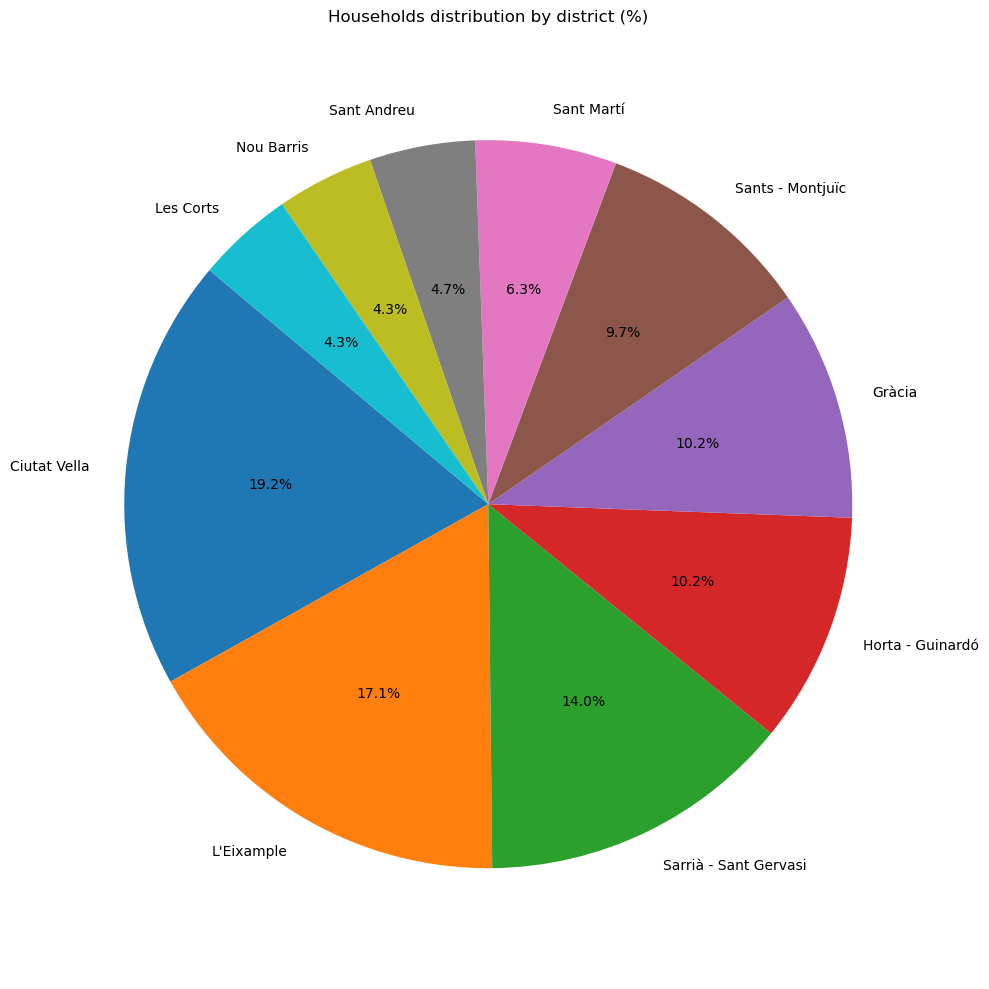 Households distribution by district (%)
Sant Andreu
Sant Martí
Nou Barris
Sants - Montjuïc
Les Corts
4.7%
6.3%
4.3%
9.7%
4.3%
Gràcia
10.2%
Ciutat Vella
19.2%
10.2%
Horta - Guinardó
17.1%
14.0%
L'Eixample
Sarrià - Sant Gervasi